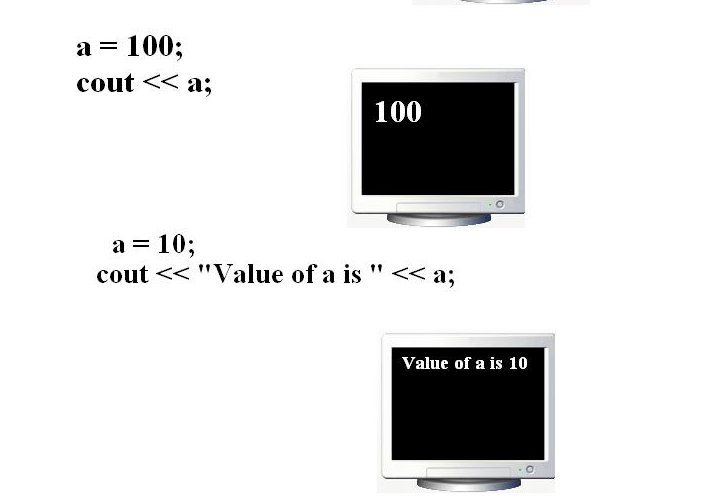 a = 100;
cout << a;
100
a = 10;
cout << "Value of a is " << a;
Value of a is 10